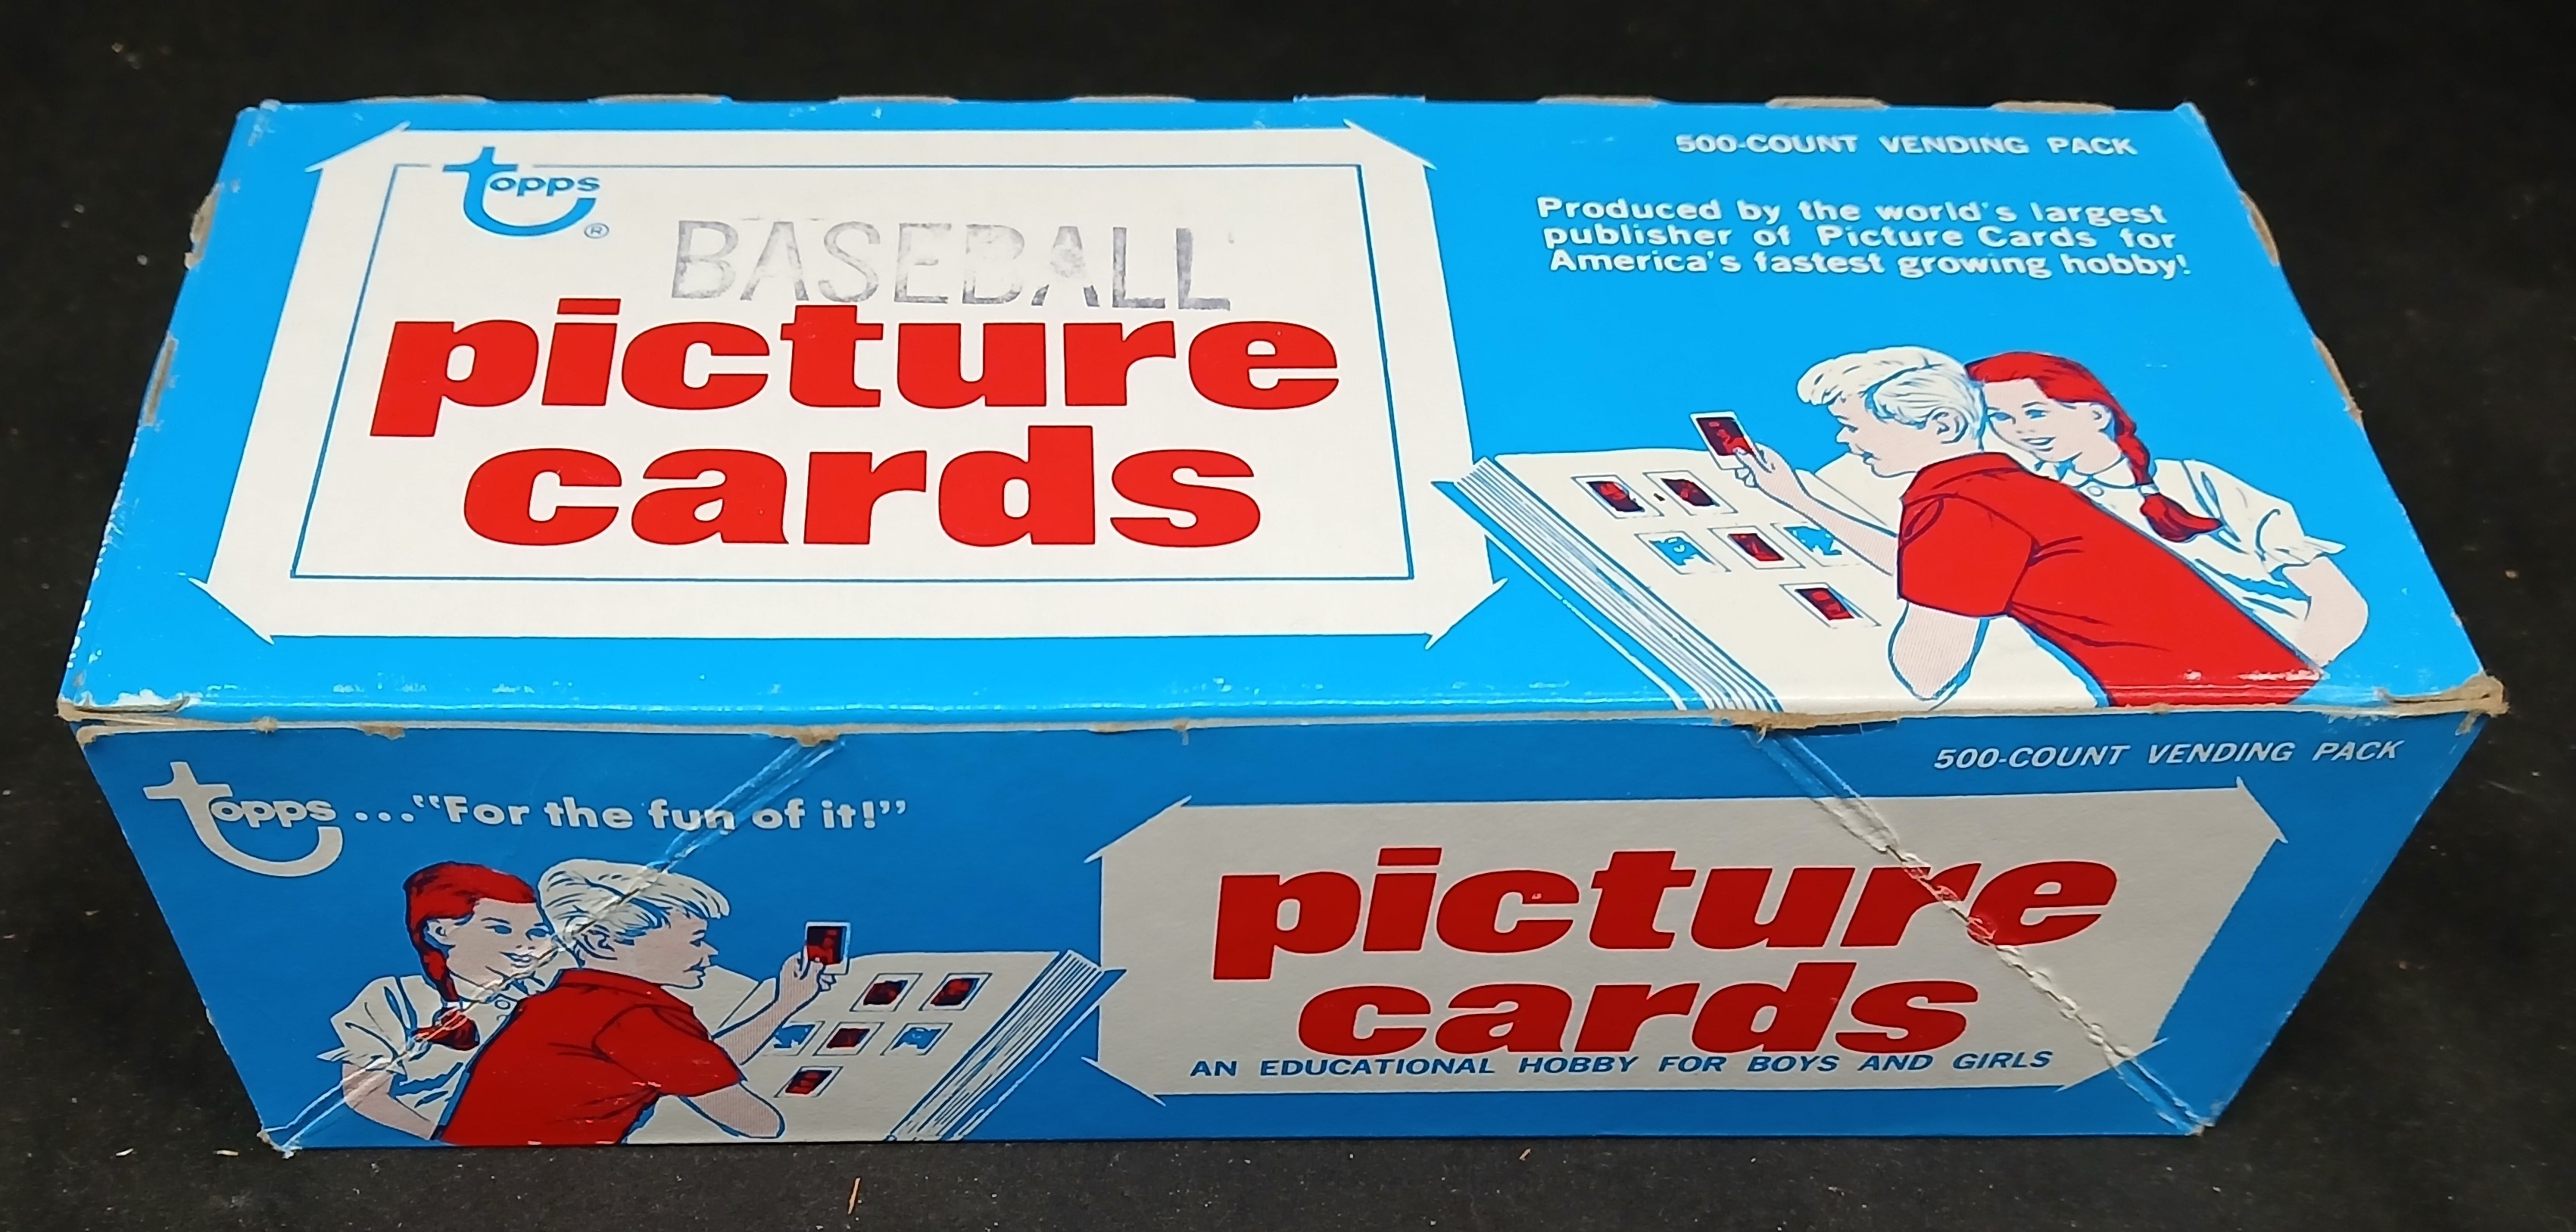 topps®
BASEBALL
picture
cards
500-COUNT VENDING PACK
Produced by the world's largest
publisher of Picture Cards for
America's fastest growing hobby!
topps..."For the fun of it!"
500-COUNT VENDING PACK
picture
cards
AN EDUCATIONAL HOBBY FOR BOYS AND GIRLS